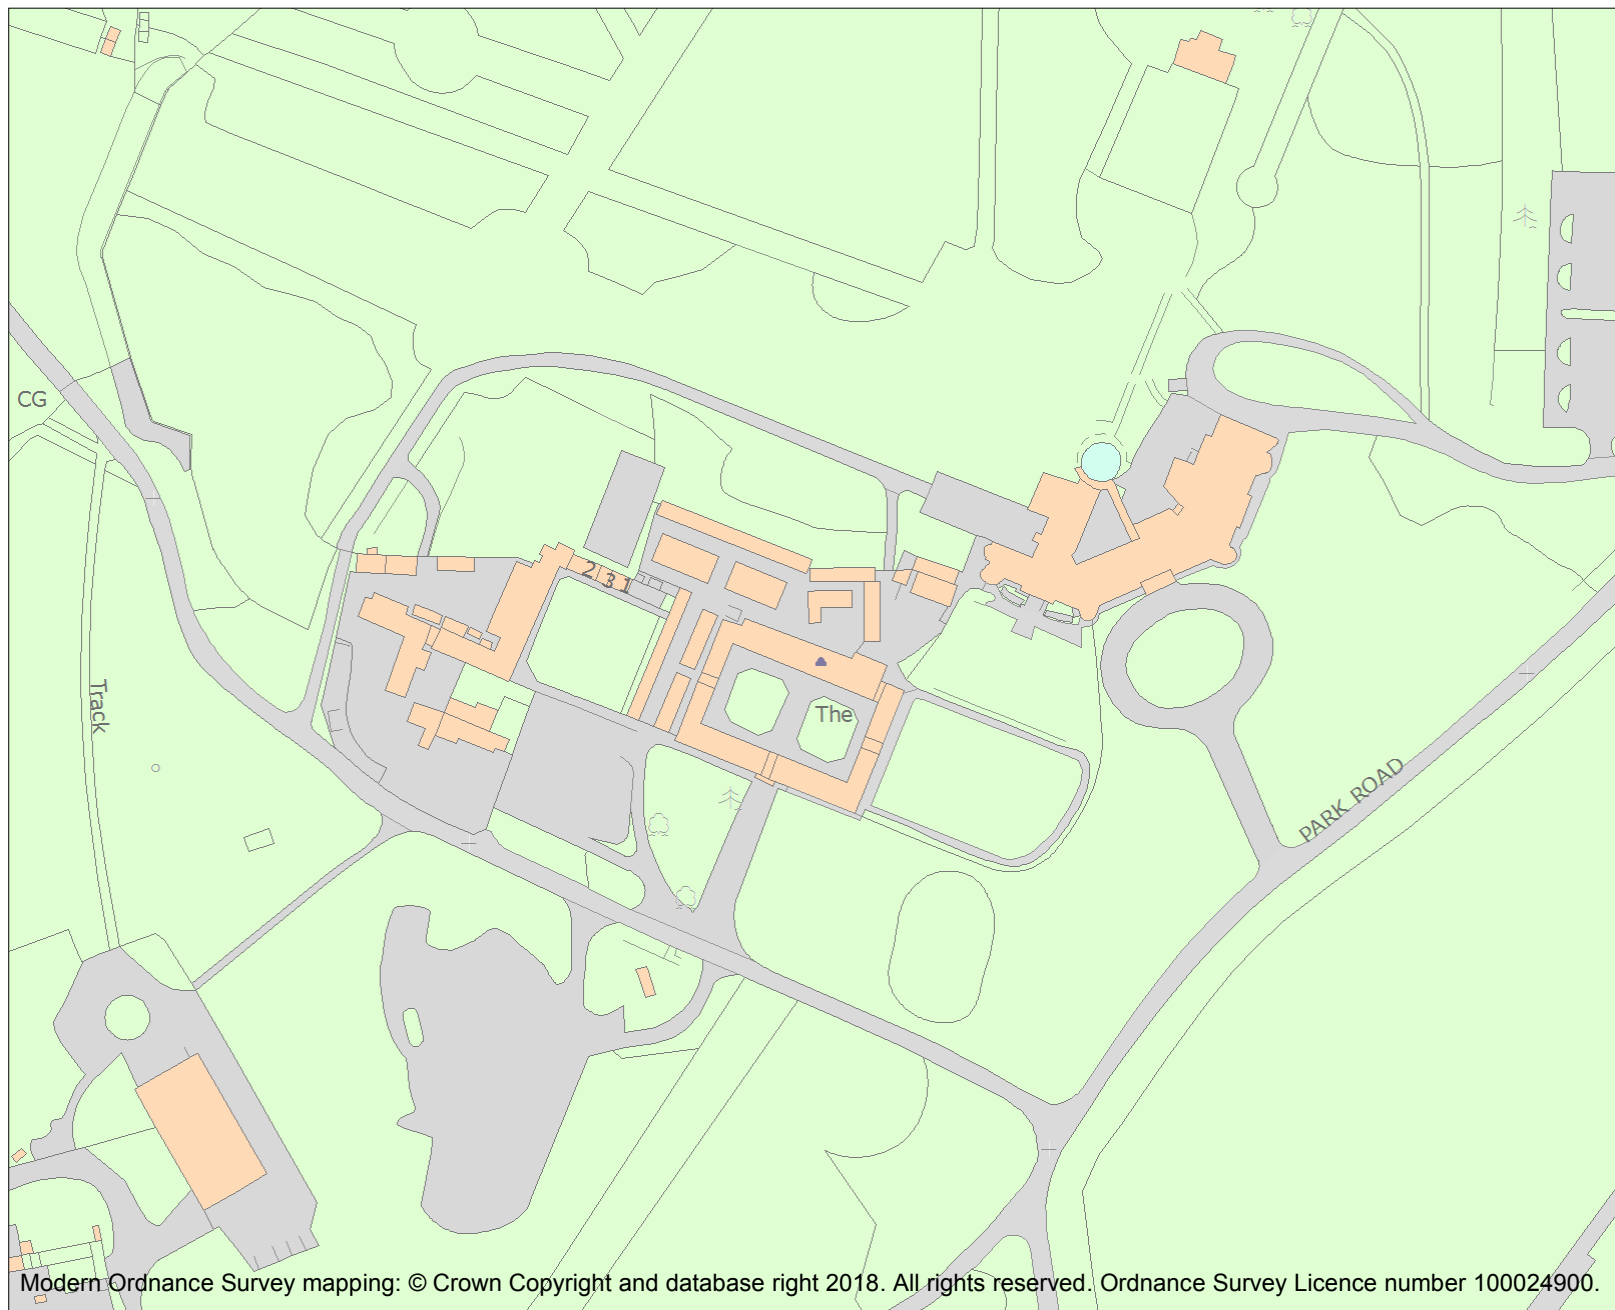 CG
2 3 1
Track
The
PARK ROAD
Modern Ordnance Survey mapping: © Crown Copyright and database right 2018. All rights reserved. Ordnance Survey Licence number 100024900.